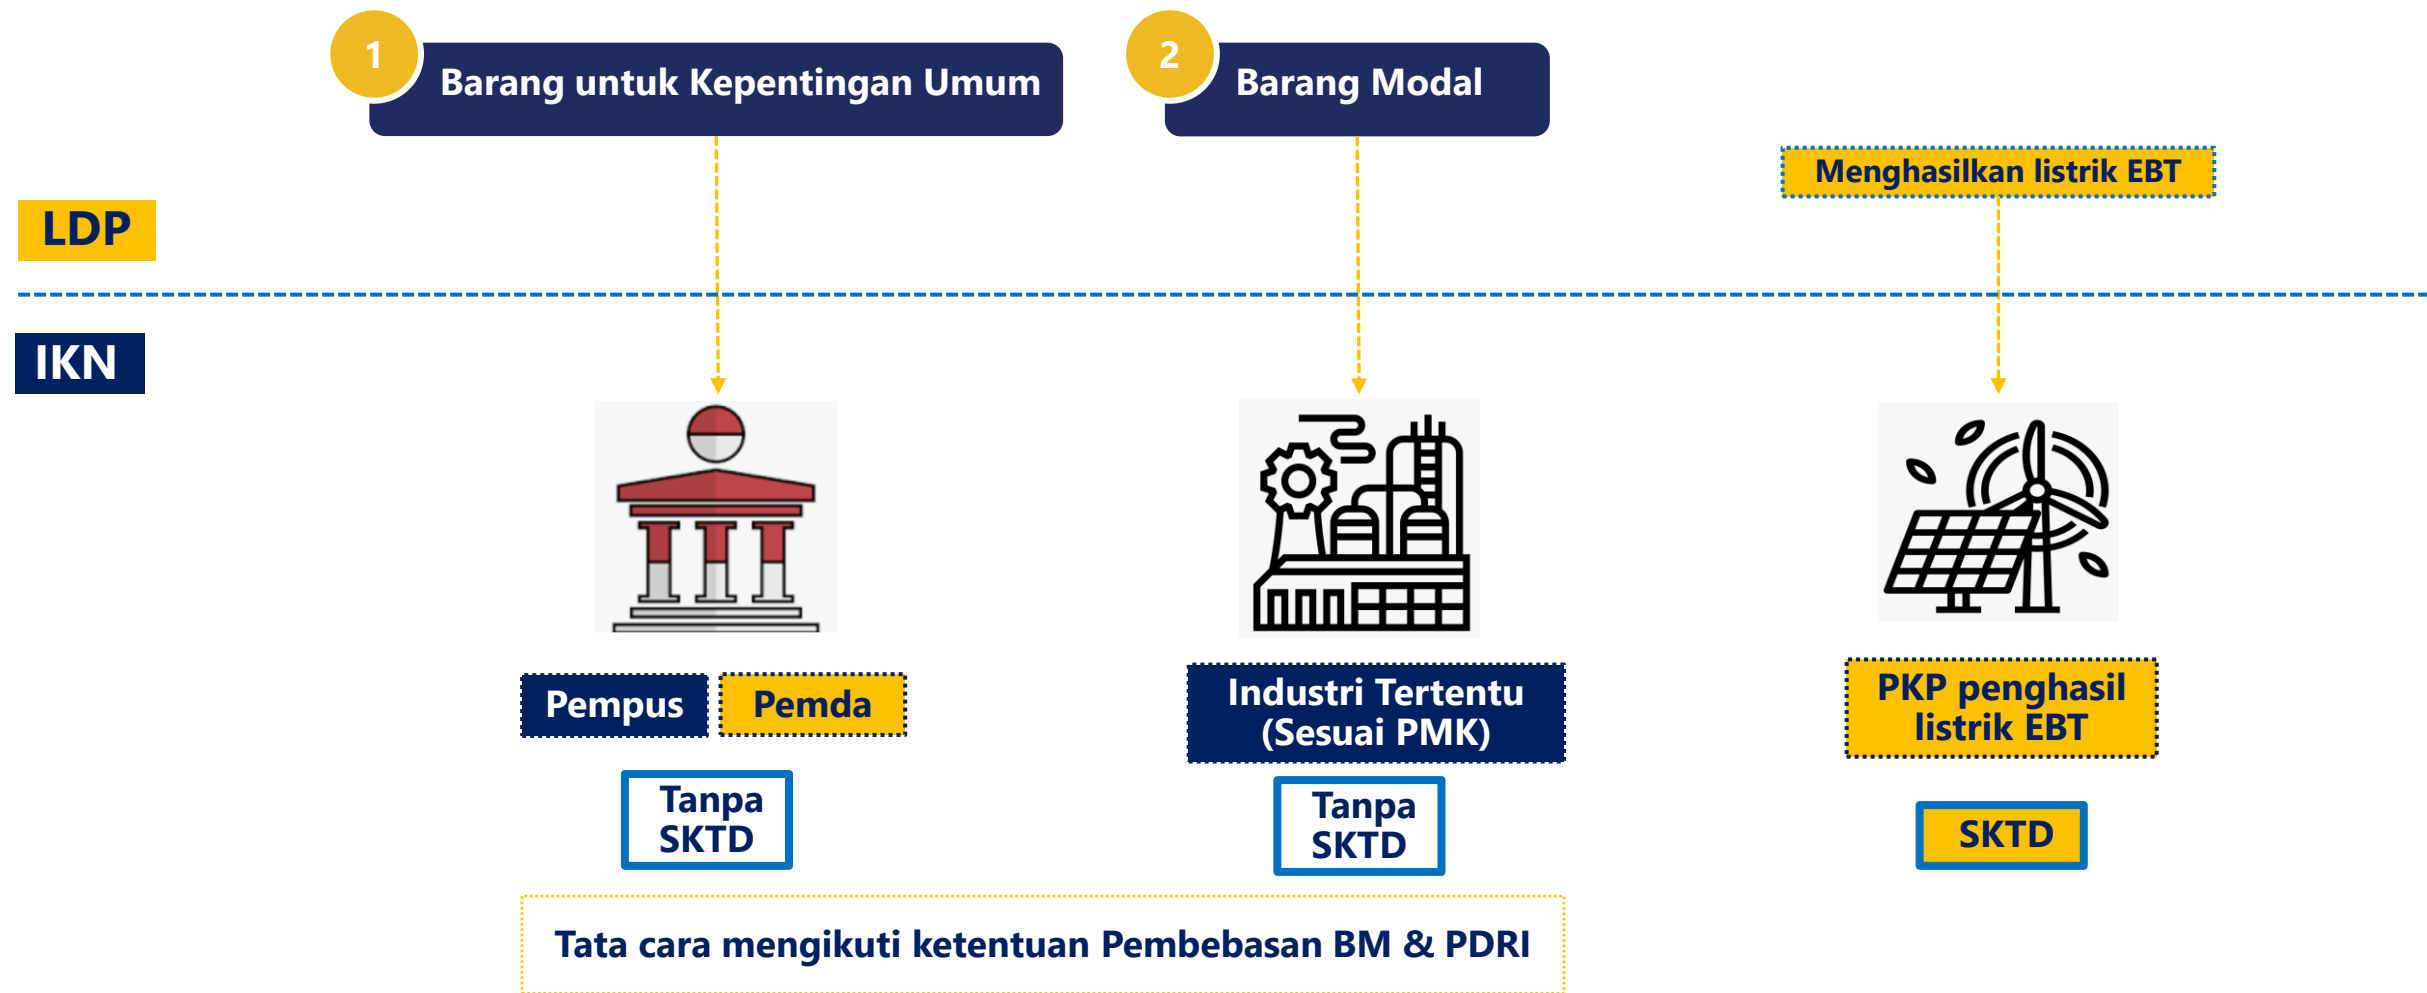 1
Barang untuk Kepentingan Umum
2
Barang Modal
Menghasilkan listrik EBT
LDP
IKN
Pempus
Pemda
Tanpa
SKTD
Industri Tertentu
(Sesuai PMK)
Tanpa
SKTD
PKP penghasil
listrik EBT
SKTD
Tata cara mengikuti ketentuan Pembebasan BM & PDRI